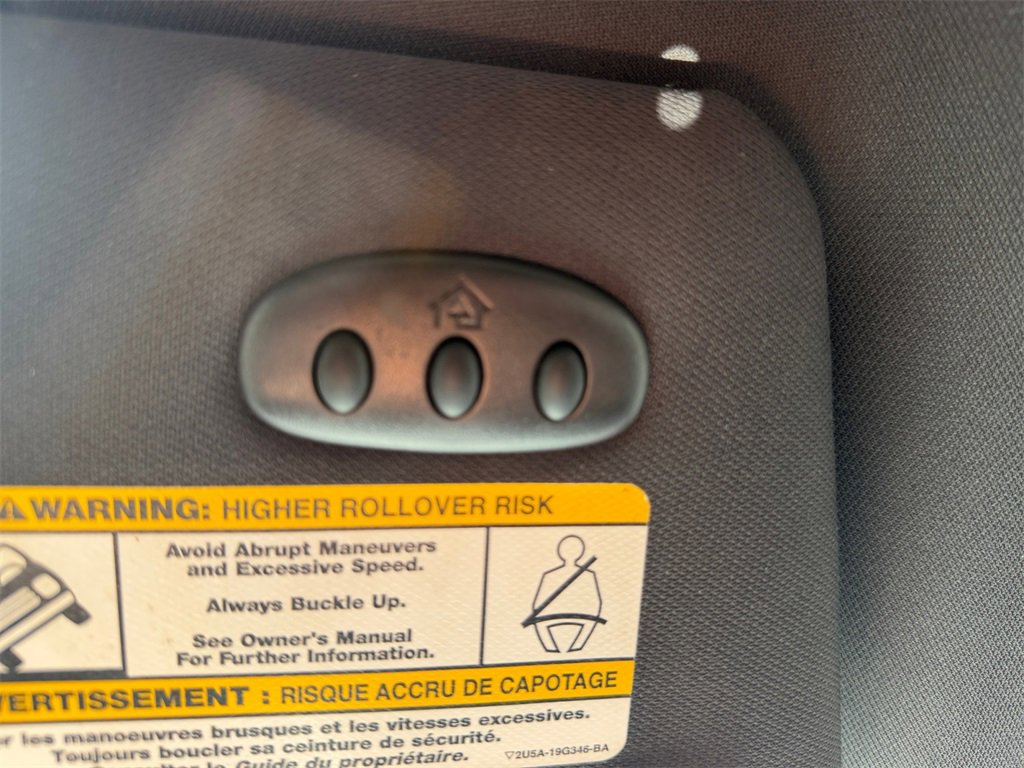 WARNING: HIGHER ROLLOVER RISK
Avoid Abrupt Maneuvers
and Excessive Speed.
Always Buckle Up.
See Owner's Manual
For Further Information.
VERTISSEMENT : RISQUE ACCRU DE CAPOTAGE
r les manoeuvres brusques et les vitesses excessives.
Toujours boucler sa ceinture de sécurité.
le Guide du propriétaire.
2U5A-19G346-BA